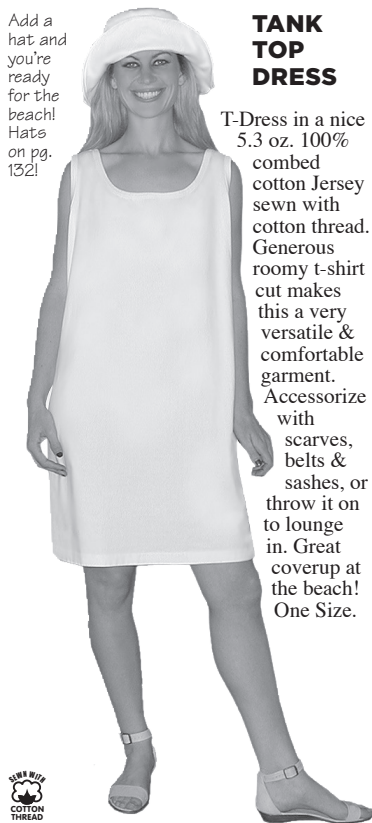 Add a
hat and
you're
ready
for the
beach!
Hats
on pg.
132!
TANK
TOP
DRESS
T-Dress in a nice
5.3 oz. 100%
combed
cotton Jersey
sewn with
cotton thread.
Generous
roomy t-shirt
cut makes
this a very
versatile &
comfortable
garment.
Accessorize
with
scarves,
belts &
sashes, or
throw it on
to lounge
in. Great
coverup at
the beach!
One Size.
SEWN WITH
COTTON
THREAD